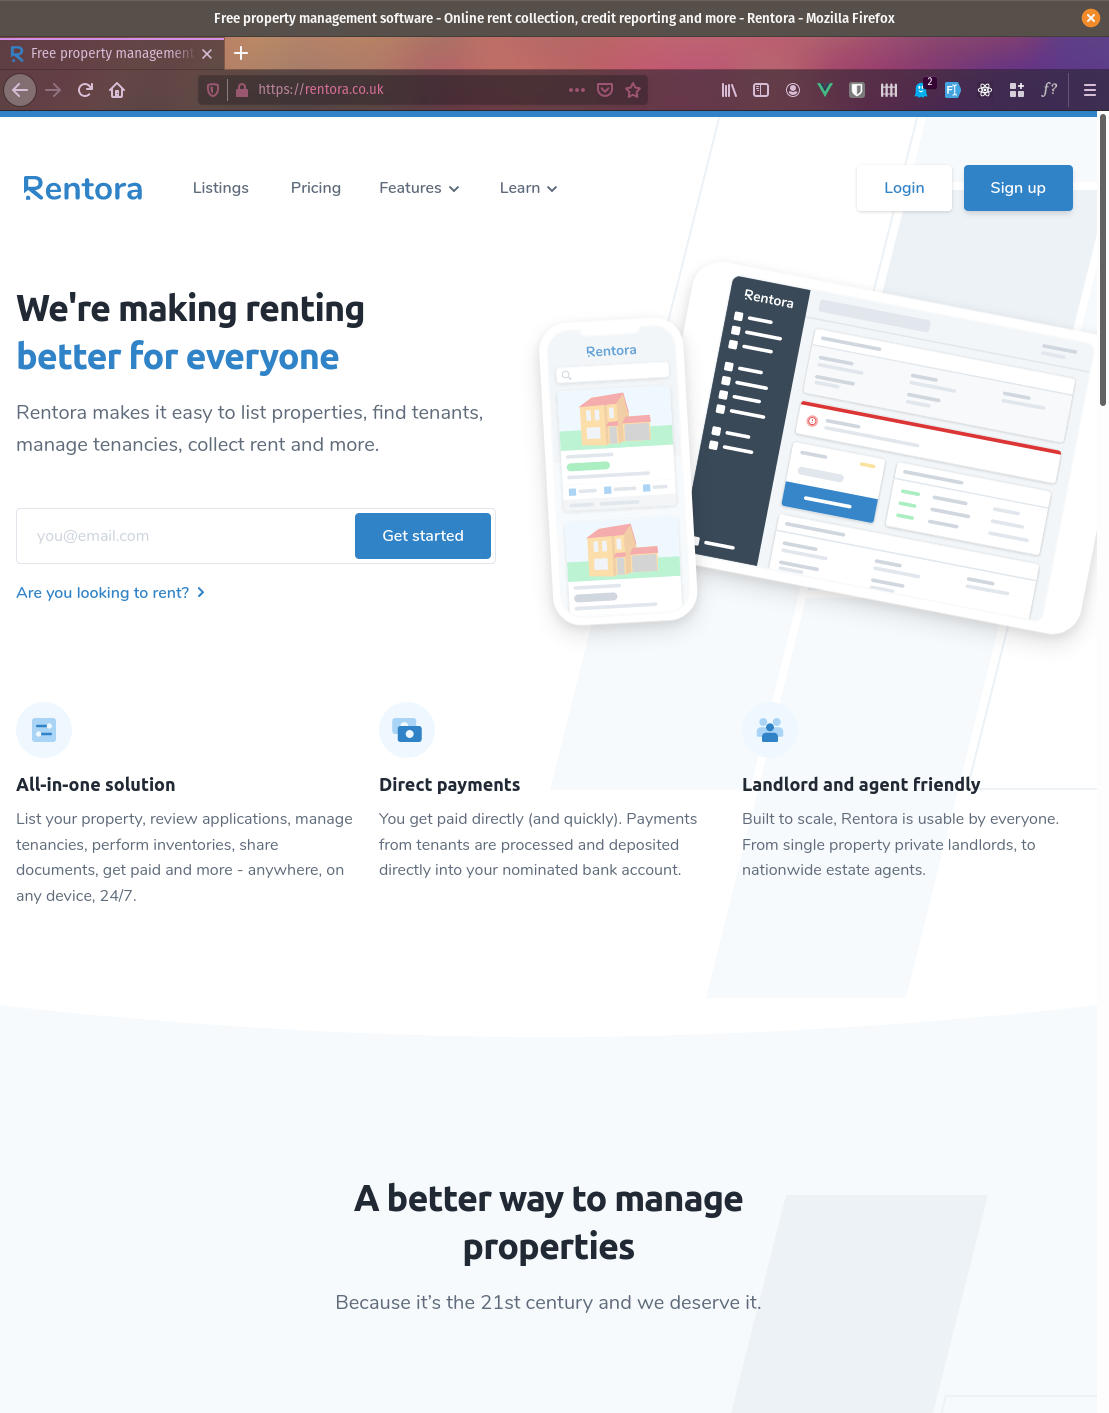 Free property management software - Online rent collection, credit reporting and more - Rentora - Mozilla Firefox
Free property management
https://rentora.co.uk
2
f?
Rentora
Listings
Pricing
Features
Learn
Login
Sign up
We're making renting
better for everyone
Rentora makes it easy to list properties, find tenants,
manage tenancies, collect rent and more.
you@email.com
Get started
Are you looking to rent?
Rentora
Rentora
All-in-one solution
List your property, review applications, manage
tenancies, perform inventories, share
documents, get paid and more - anywhere, on
any device, 24/7.
Direct payments
You get paid directly (and quickly). Payments
from tenants are processed and deposited
directly into your nominated bank account.
Landlord and agent friendly
Built to scale, Rentora is usable by everyone.
From single property private landlords, to
nationwide estate agents.
A better way to manage
properties
Because it’s the 21st century and we deserve it.